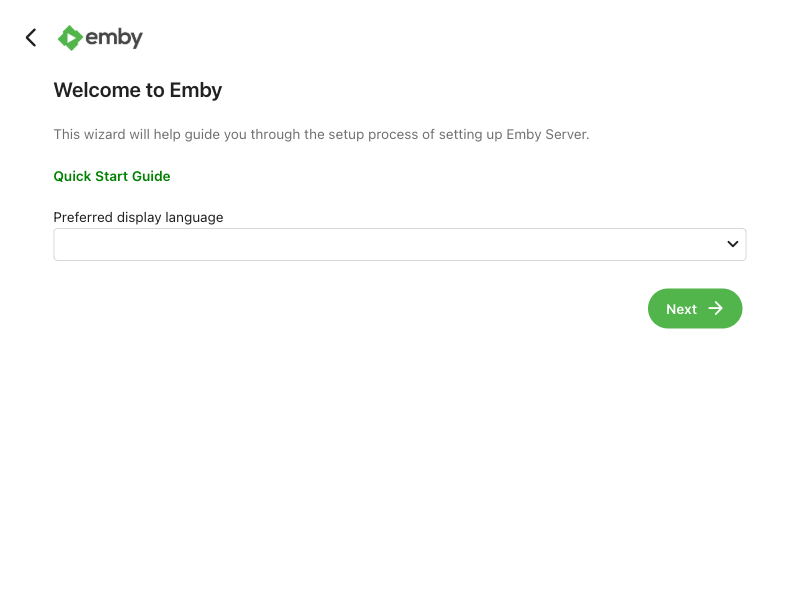 emby
Welcome to Emby
This wizard will help guide you through the setup process of setting up Emby Server.
Quick Start Guide
Preferred display language
Next